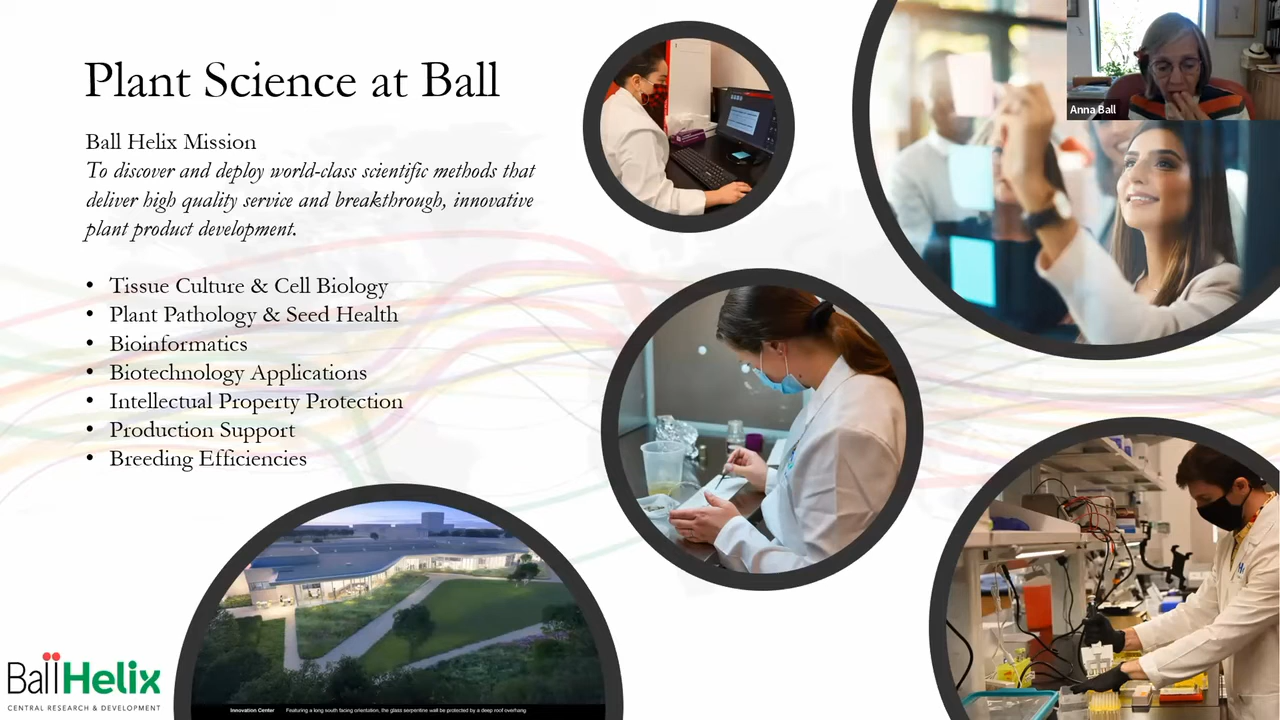 Plant Science at Ball
Ball Helix Mission
To discover and deploy world-class scientific methods that
deliver high quality service and breakthrough, innovative
plant product development.
• Tissue Culture & Cell Biology
• Plant Pathology & Seed Health
• Bioinformatics
• Biotechnology Applications
• Intellectual Property Protection
• Production Support
• Breeding Efficiencies
Anna Ball
Innovation Center Featuring a long south facing orientation, the glass serpentine wall be protected by a deep roof overhang
Ball Helix
CENTRAL RESEARCH & DEVELOPMENT